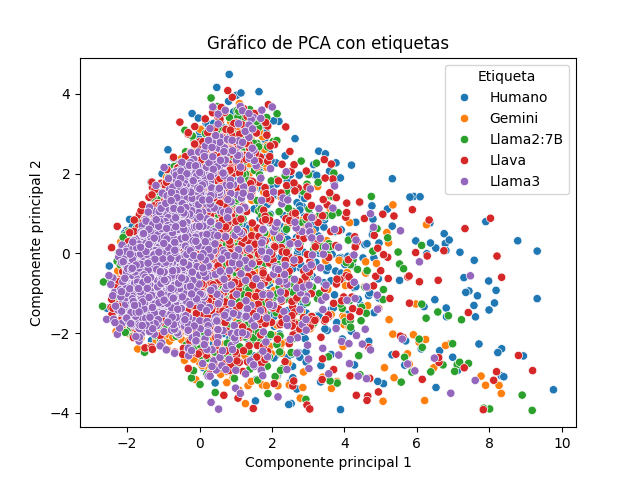 Gráfico de PCA con etiquetas
Etiqueta
Humano
Gemini
Llama2:7B
Llava
Llama3
Componente principal 2
4
2
0
−2
−4
−2 0 2 4 6 8 10
Componente principal 1